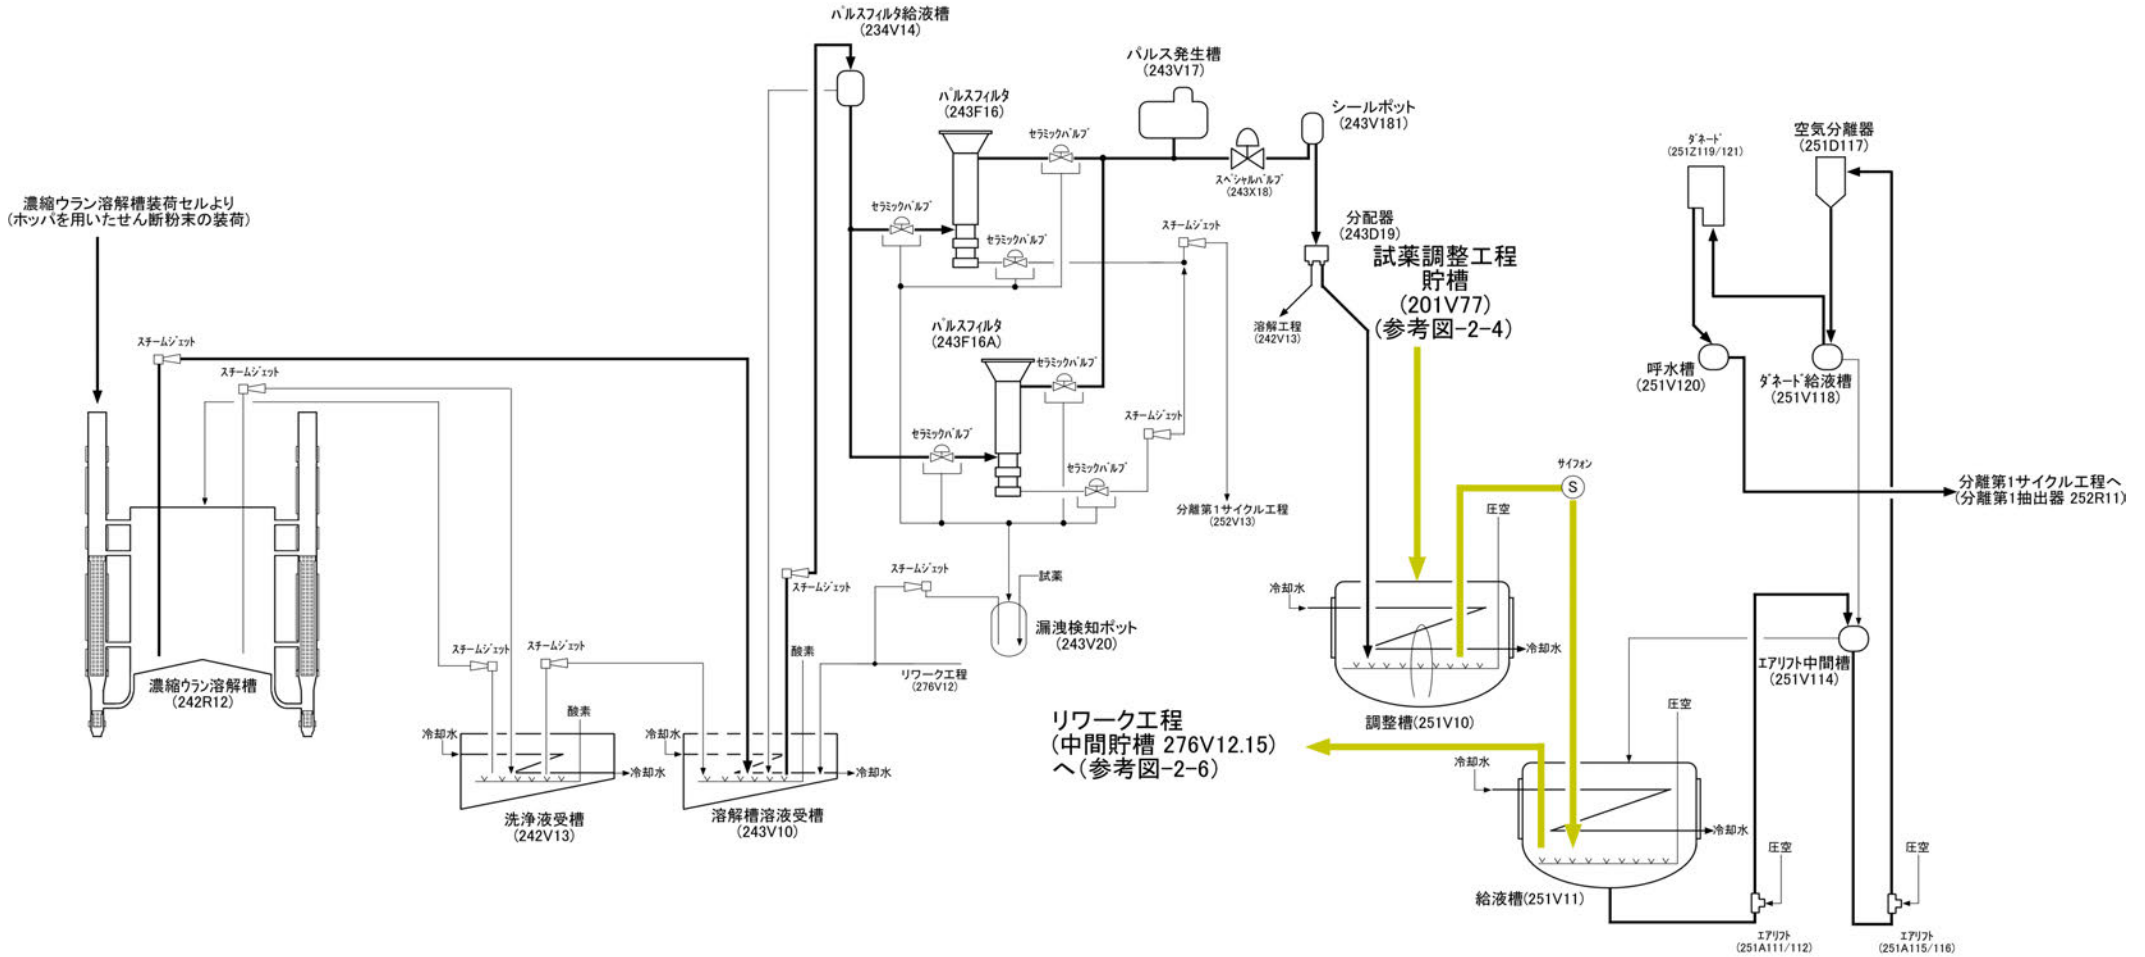 パルスフィルタ給液槽
(234V14)
パルス発生槽
(243V17)
パルスフィルタ
(243F16)
セラミックバルブ
シールポット
(243V181)
スペシャルバルブ
(243X18)
ダネード
(251Z119/121)
空気分離器
(251D117)
濃縮ウラン溶解槽装荷セルより
(ホッパを用いたせん断粉末の装荷)
セラミックバルブ
セラミックバルブ
スチームジェット
分配器
(243D19)
試薬調整工程
貯槽
(201V77)
(参考図-2-4)
溶解工程
(242V13)
パルスフィルタ
(243F16A)
セラミックバルブ
スチームジェット
スチームジェット
呼水槽
(251V120)
ダネード給液槽
(251V118)
セラミックバルブ
スチームジェット
セラミックバルブ
サイフォン
S
圧空
分離第1サイクル工程へ
(分離第1抽出器 252R11)
分離第1サイクル工程
(252V13)
スチームジェット
スチームジェット
試薬
漏洩検知ポット
(243V20)
冷却水
冷却水
調整槽(251V10)
エアリフト中間槽
(251V114)
濃縮ウラン溶解槽
(242R12)
スチームジェット
スチームジェット
酸素
リワーク工程
(276V12)
酸素
冷却水
冷却水
冷却水
冷却水
洗浄液受槽
(242V13)
溶解槽溶液受槽
(243V10)
リワーク工程
(中間貯槽 276V12.15)
へ(参考図-2-6)
圧空
冷却水
冷却水
給液槽(251V11)
圧空
圧空
エアリフト
(251A111/112)
エアリフト
(251A115/116)